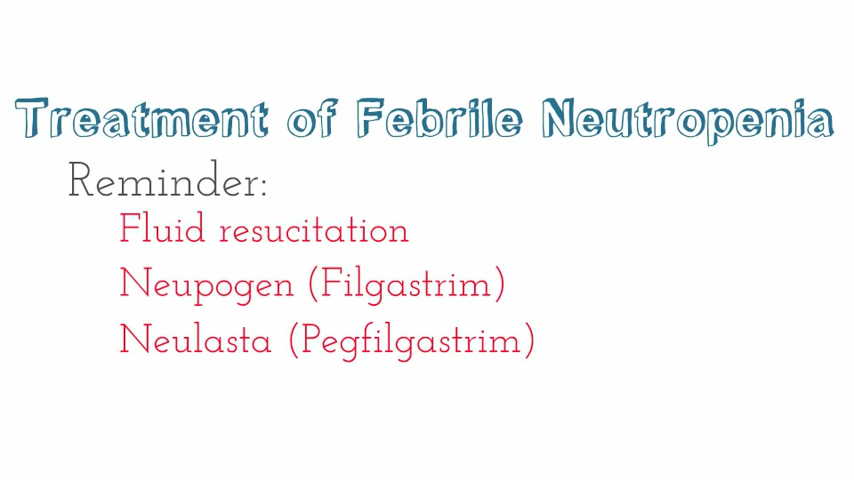 Treatment of Febrile Neutropenia
Reminder:
Fluid resucitation
Neupogen (Filgastrim)
Neulasta (Pegfilgastrim)